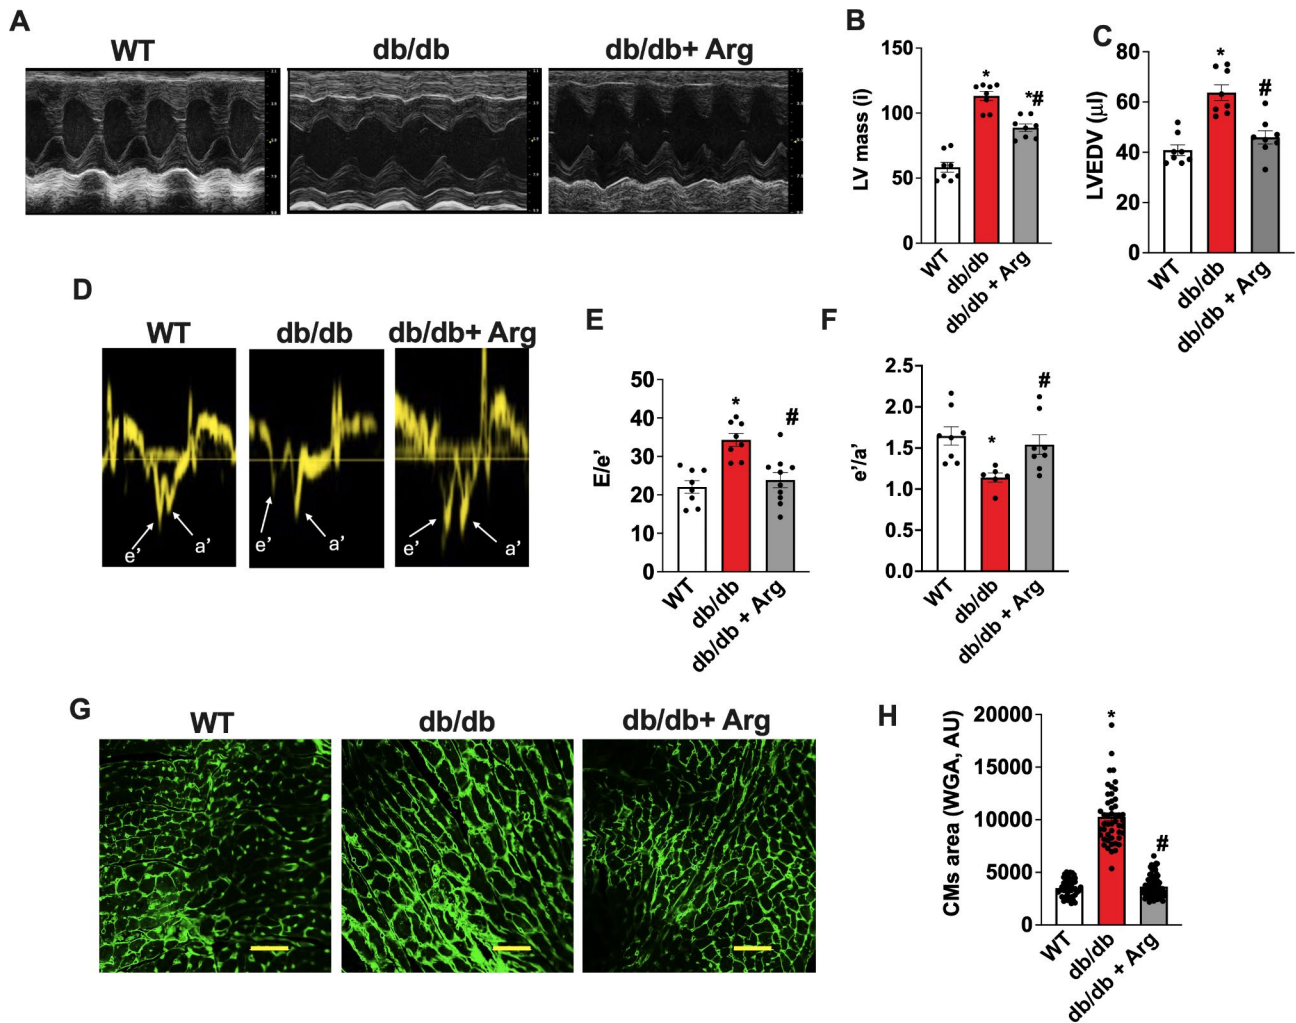 A
WT
db/db
db/db+ Arg
B
LV mass (i)
150
100
50
0
*
*#
WT
db/db
db/db + Arg
C
LVEDV (µl)
80
60
40
20
0
*
#
WT
db/db
db/db + Arg
D
WT
db/db
db/db+ Arg
e’
a’
e’
a’
e’
a’
E
E/e’
50
40
30
20
10
0
*
#
WT
db/db
db/db + Arg
F
e’/a’
2.5
2.0
1.5
1.0
0.5
0.0
*
#
WT
db/db
db/db + Arg
G
WT
db/db
db/db+ Arg
H
CMs area (WGA, AU)
20000
15000
10000
5000
0
*
#
WT
db/db
db/db + Arg